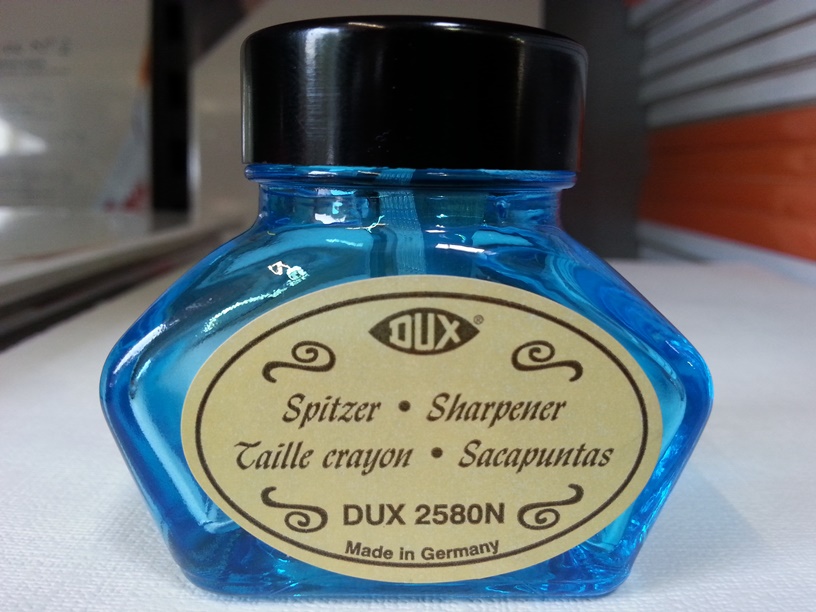 DUX®
Spitzer • Sharpener
Taille crayon • Sacapuntas
DUX 2580N
Made in Germany